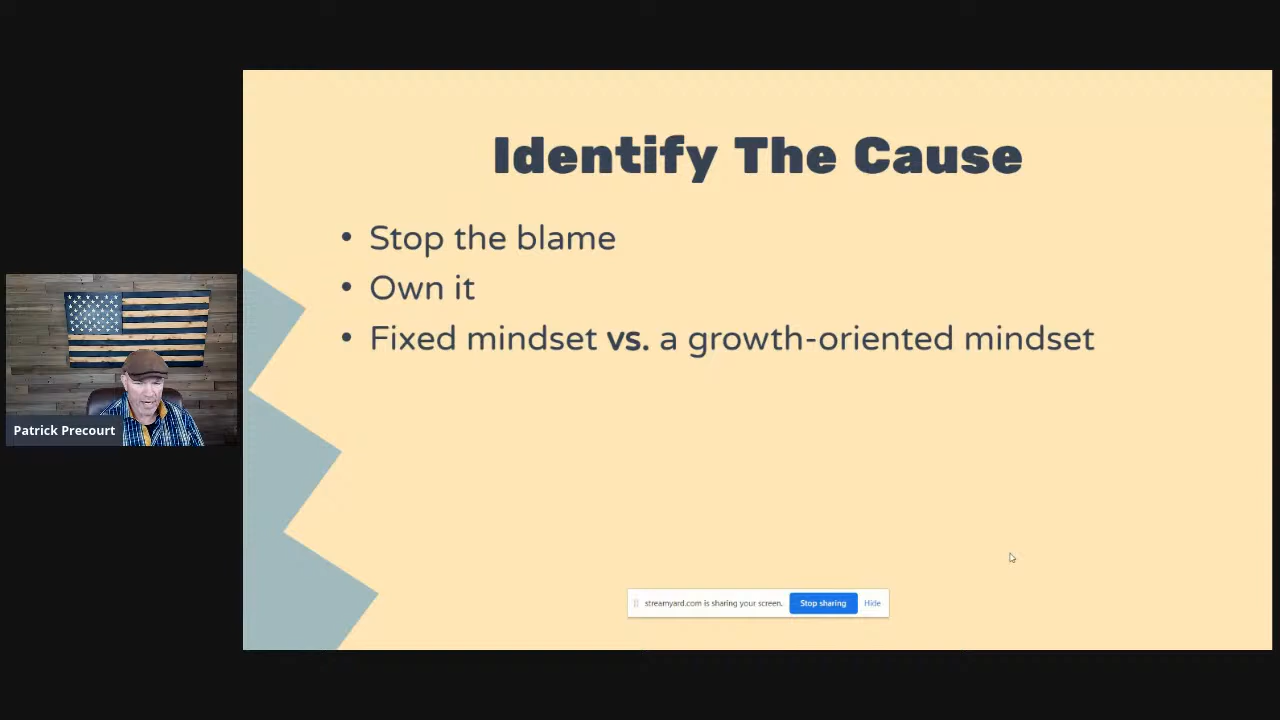 Identify The Cause
• Stop the blame
• Own it
• Fixed mindset vs. a growth-oriented mindset
Patrick Precourt
streamyard.com is sharing your screen. Stop sharing Hide